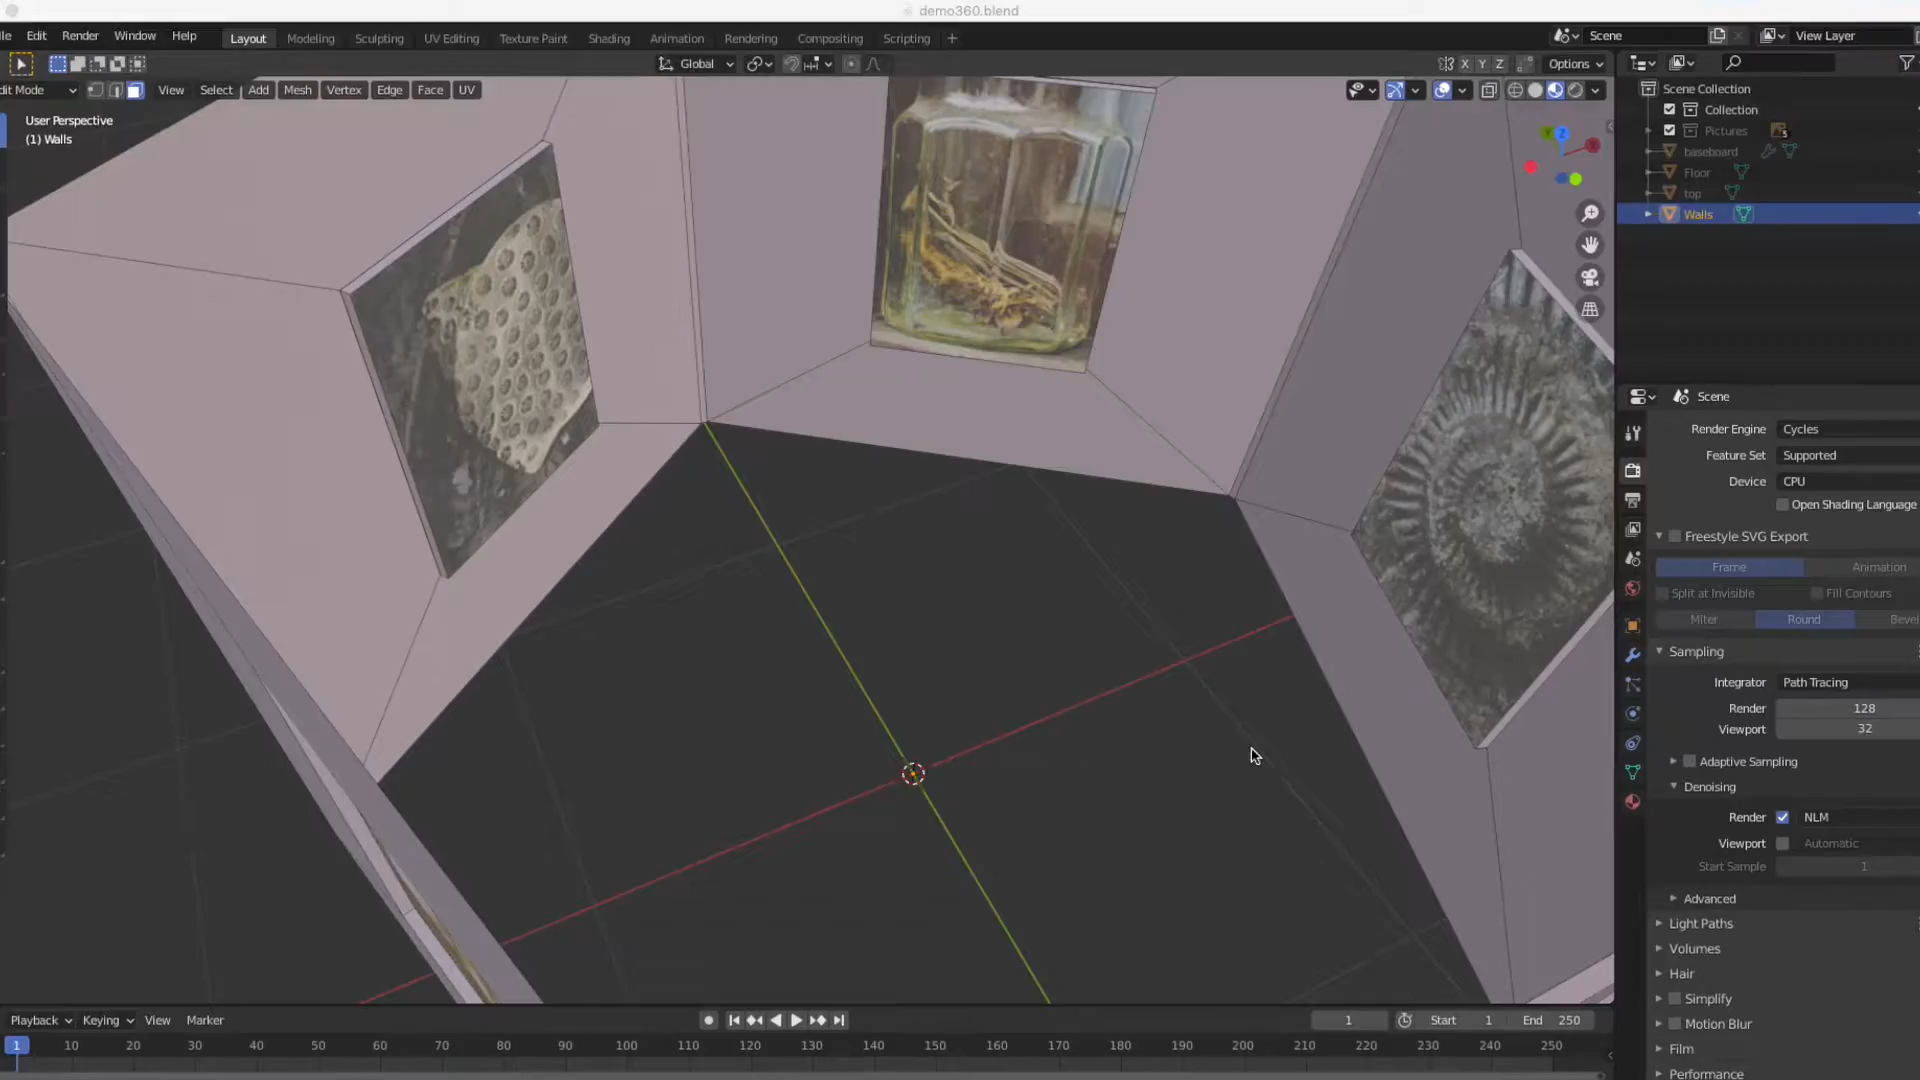 demo360.blend
le Edit Render Window Help Layout Modeling Sculpting UV Editing Texture Paint Shading Animation Rendering Compositing Scripting + Scene View Layer
Global X Y Z Options
dit Mode View Select Add Mesh Vertex Edge Face UV
User Perspective
(1) Walls
Y Z X
Scene Collection
Collection
Pictures 5
baseboard
Floor
top
Walls
Scene
Render Engine Cycles
Feature Set Supported
Device CPU
Open Shading Language
Freestyle SVG Export
Frame Animation
Split at Invisible Fill Contours
Miter Round Bevel
Sampling
Integrator Path Tracing
Render 128
Viewport 32
Adaptive Sampling
Denoising
Render NLM
Viewport Automatic
Start Sample 1
Advanced
Light Paths
Volumes
Hair
Simplify
Motion Blur
Film
Performance
Playback Keying View Marker 1 Start 1 End 250
1 10 20 30 40 50 60 70 80 90 100 110 120 130 140 150 160 170 180 190 200 210 220 230 240 250